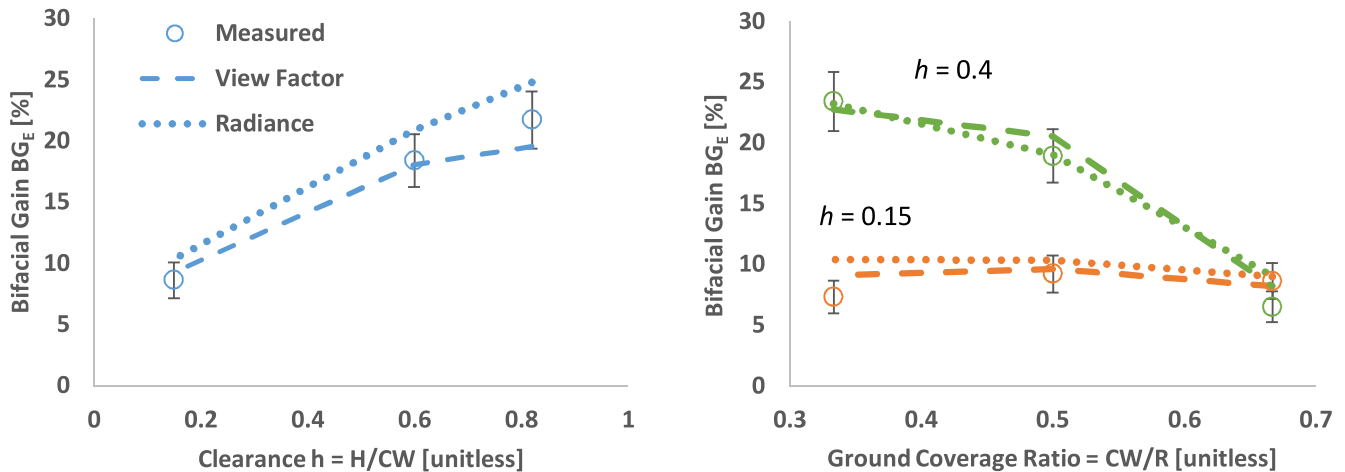 30
25
20
15
10
5
0
Bifacial Gain BGE [%]
Measured
View Factor
Radiance
0 0.2 0.4 0.6 0.8 1
Clearance h = H/CW [unitless]
30
25
20
15
10
5
0
Bifacial Gain BGE [%]
h = 0.4
h = 0.15
0.3 0.4 0.5 0.6 0.7
Ground Coverage Ratio = CW/R [unitless]